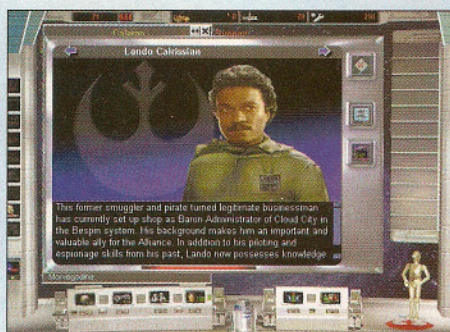 Lando Calrissian
This former smuggler and pirate turned legitimate businessman
has currently set up shop as Baron Administrator of Cloud City in
the Bespin system. His background makes him an important and
valuable ally for the Alliance. In addition to his piloting and
espionage skills from his past, Lando now possesses knowledge